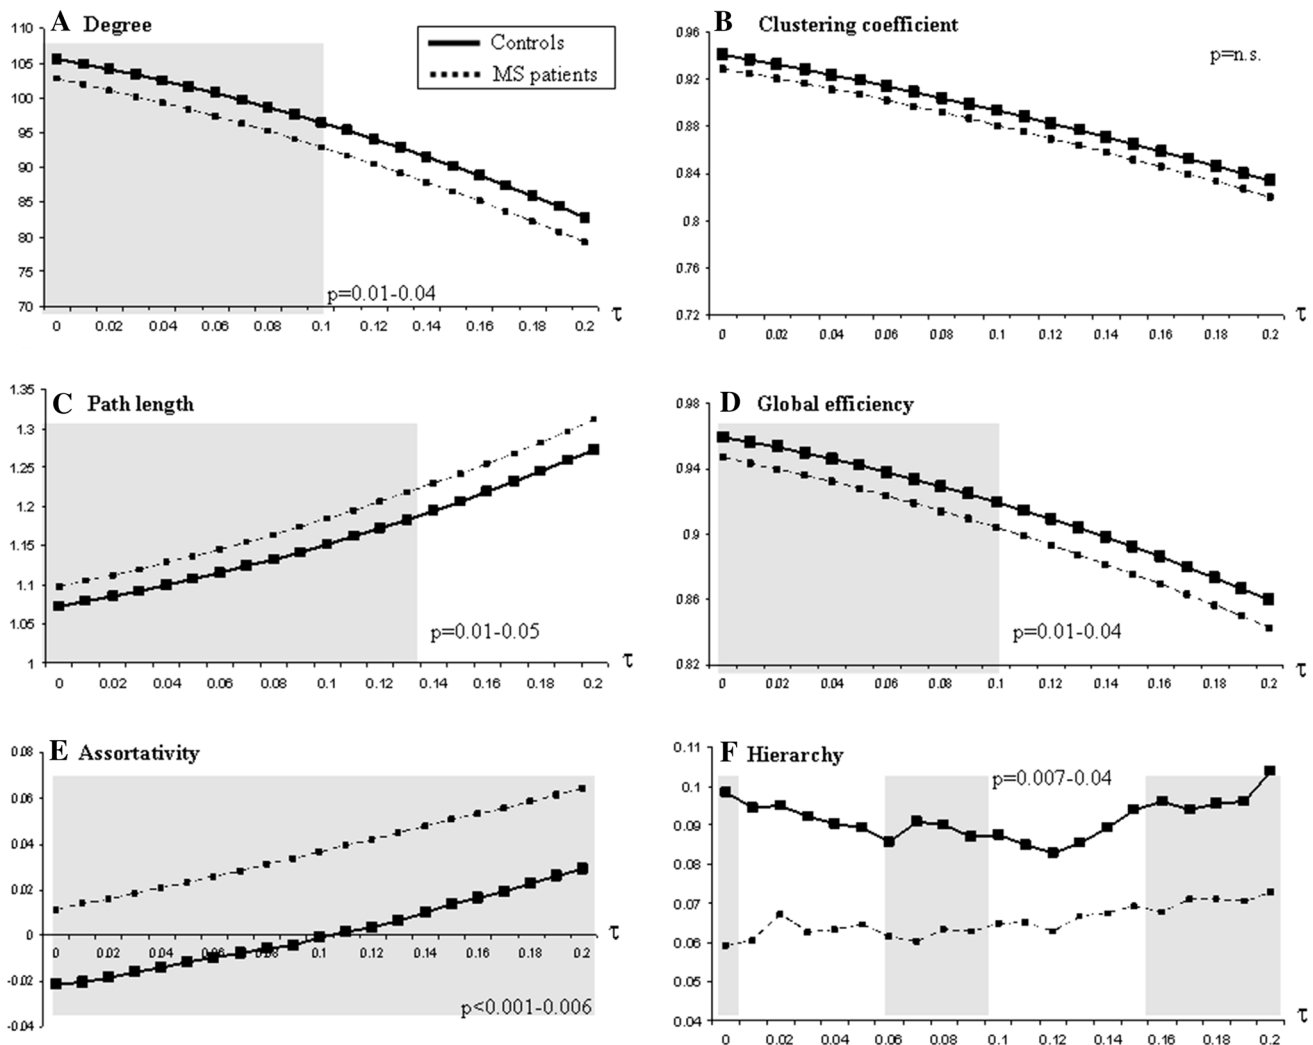 A Degree
110
105
100
95
90
85
80
75
70
0 0.02 0.04 0.06 0.08 0.1 0.12 0.14 0.16 0.18 0.2 τ
Controls
MS patients
p=0.01-0.04
B Clustering coefficient
p=n.s.
0.96
0.92
0.88
0.84
0.8
0.76
0.72
0 0.02 0.04 0.06 0.08 0.1 0.12 0.14 0.16 0.18 0.2 τ
C Path length
1.35
1.3
1.25
1.2
1.15
1.1
1.05
1
p=0.01-0.05
0 0.02 0.04 0.06 0.08 0.1 0.12 0.14 0.16 0.18 0.2 τ
D Global efficiency
0.98
0.94
0.9
0.86
0.82
p=0.01-0.04
0 0.02 0.04 0.06 0.08 0.1 0.12 0.14 0.16 0.18 0.2 τ
E Assortativity
0.08
0.06
0.04
0.02
0
-0.02
-0.04
0 0.02 0.04 0.06 0.08 0.1 0.12 0.14 0.16 0.18 0.2 τ
p<0.001-0.006
F Hierarchy
p=0.007-0.04
0.11
0.1
0.09
0.08
0.07
0.06
0.05
0.04
0 0.02 0.04 0.06 0.08 0.1 0.12 0.14 0.16 0.18 0.2 τ